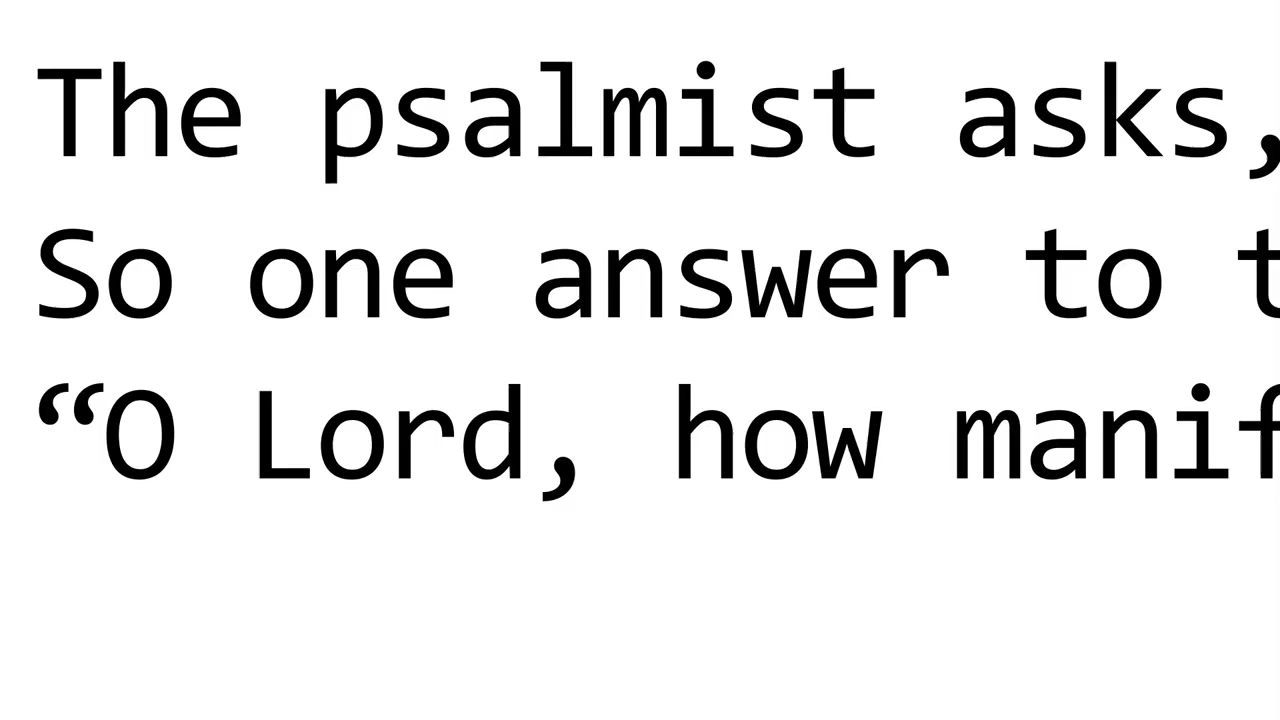 The psalmist asks,
So one answer to t
“O Lord, how manif